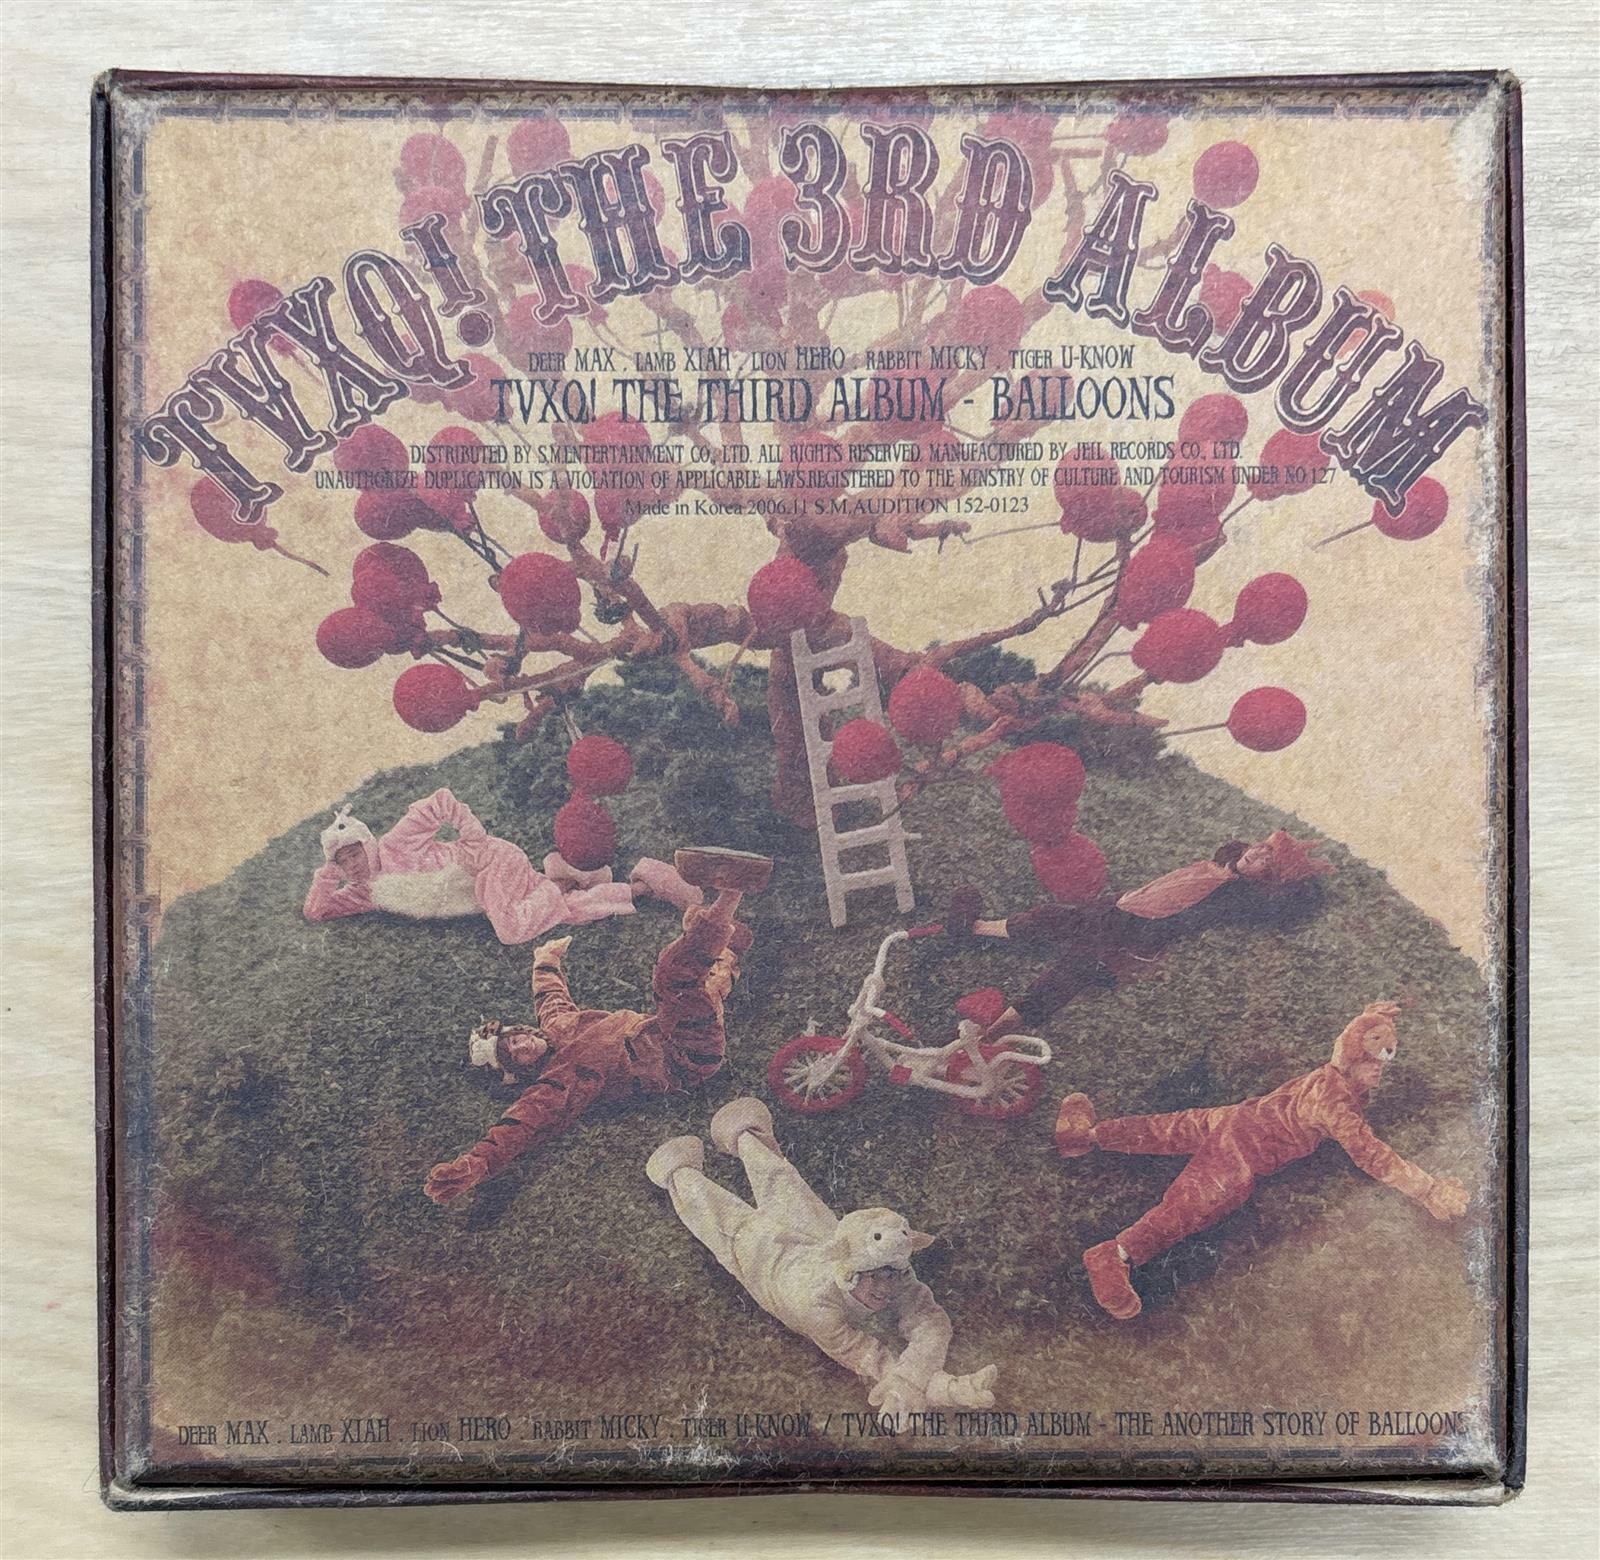 TVXQ! THE 3RD ALBUM
DEER MAX . LAMB XIAH . LION HERO . RABBIT MICKY . TIGER U-KNOW
TVXQ! THE THIRD ALBUM - BALLOONS
DISTRIBUTED BY S.M.ENTERTAINMENT CO., LTD. ALL RIGHTS RESERVED. MANUFACTURED BY JEIL RECORDS CO., LTD.
UNAUTHORIZE DUPLICATION IS A VIOLATION OF APPLICABLE LAWS.REGISTERED TO THE MINSTRY OF CULTURE AND TOURISM UNDER NO 127
Made in Korea 2006.11 S.M.AUDITION 152-0123
DEER MAX . LAMB XIAH . LION HERO . RABBIT MICKY . TIGER U-KNOW / TVXQ! THE THIRD ALBUM - THE ANOTHER STORY OF BALLOONS